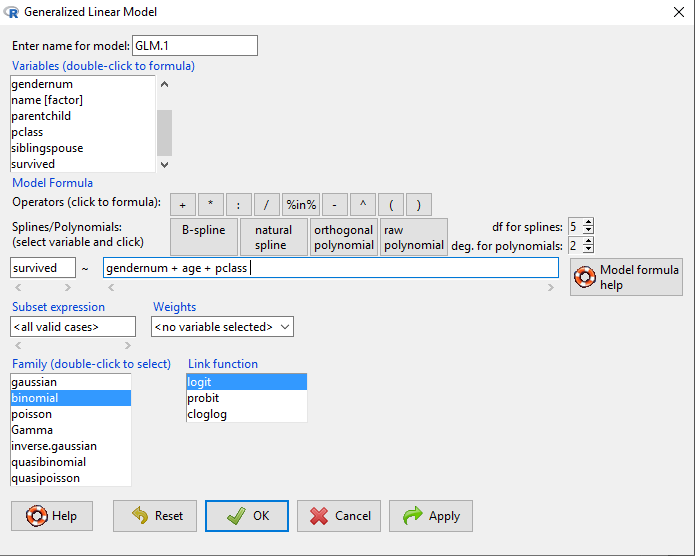 Generalized Linear Model
Enter name for model: GLM.1
Variables (double-click to formula)
gendernum
name [factor]
parentchild
pclass
siblingspouse
survived
Model Formula
Operators (click to formula): + * : / %in% - ^ ( )
Splines/Polynomials:
(select variable and click)
B-spline
natural
spline
orthogonal
polynomial
raw
polynomial
df for splines: 5
deg. for polynomials: 2
survived ~ gendernum + age + pclass
Model formula
help
Subset expression
<all valid cases>
Weights
<no variable selected>
Family (double-click to select)
gaussian
binomial
poisson
Gamma
inverse.gaussian
quasibinomial
quasipoisson
Link function
logit
probit
cloglog
Help Reset OK Cancel Apply